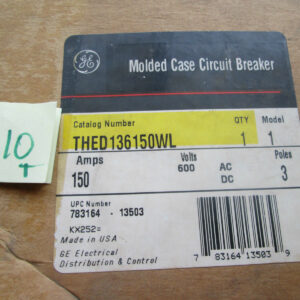 GE
Molded Case Circuit Breaker
Catalog Number QTY Model
THED136150WL 1 1
Amps Volts Poles
150 600 AC DC 3
UPC Number
783164 - 13503
KX252=
Made in USA
GE Electrical
Distribution & Control
7 83164 13503 9
10
T